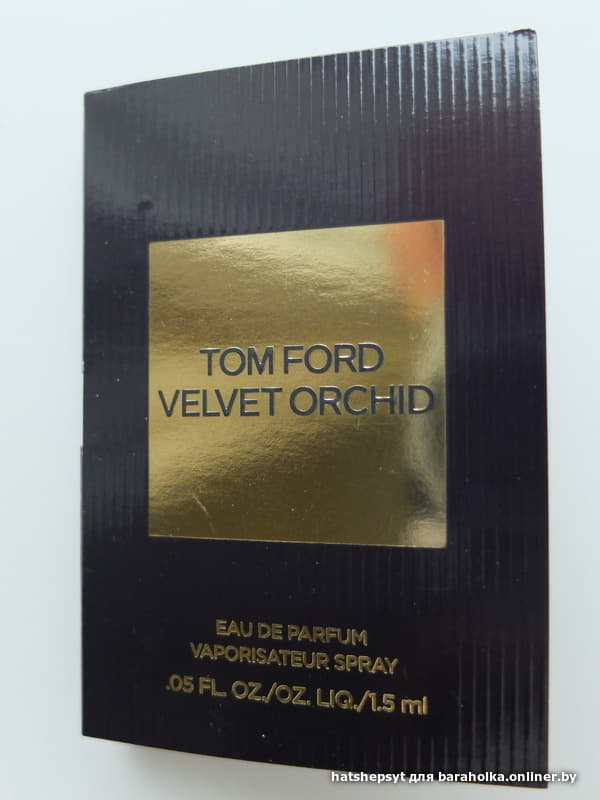 TOM FORD
VELVET ORCHID
EAU DE PARFUM
VAPORISATEUR SPRAY
.05 FL. OZ./OZ. LIQ./1.5 ml
hatshepsyt для baraholka.onliner.by